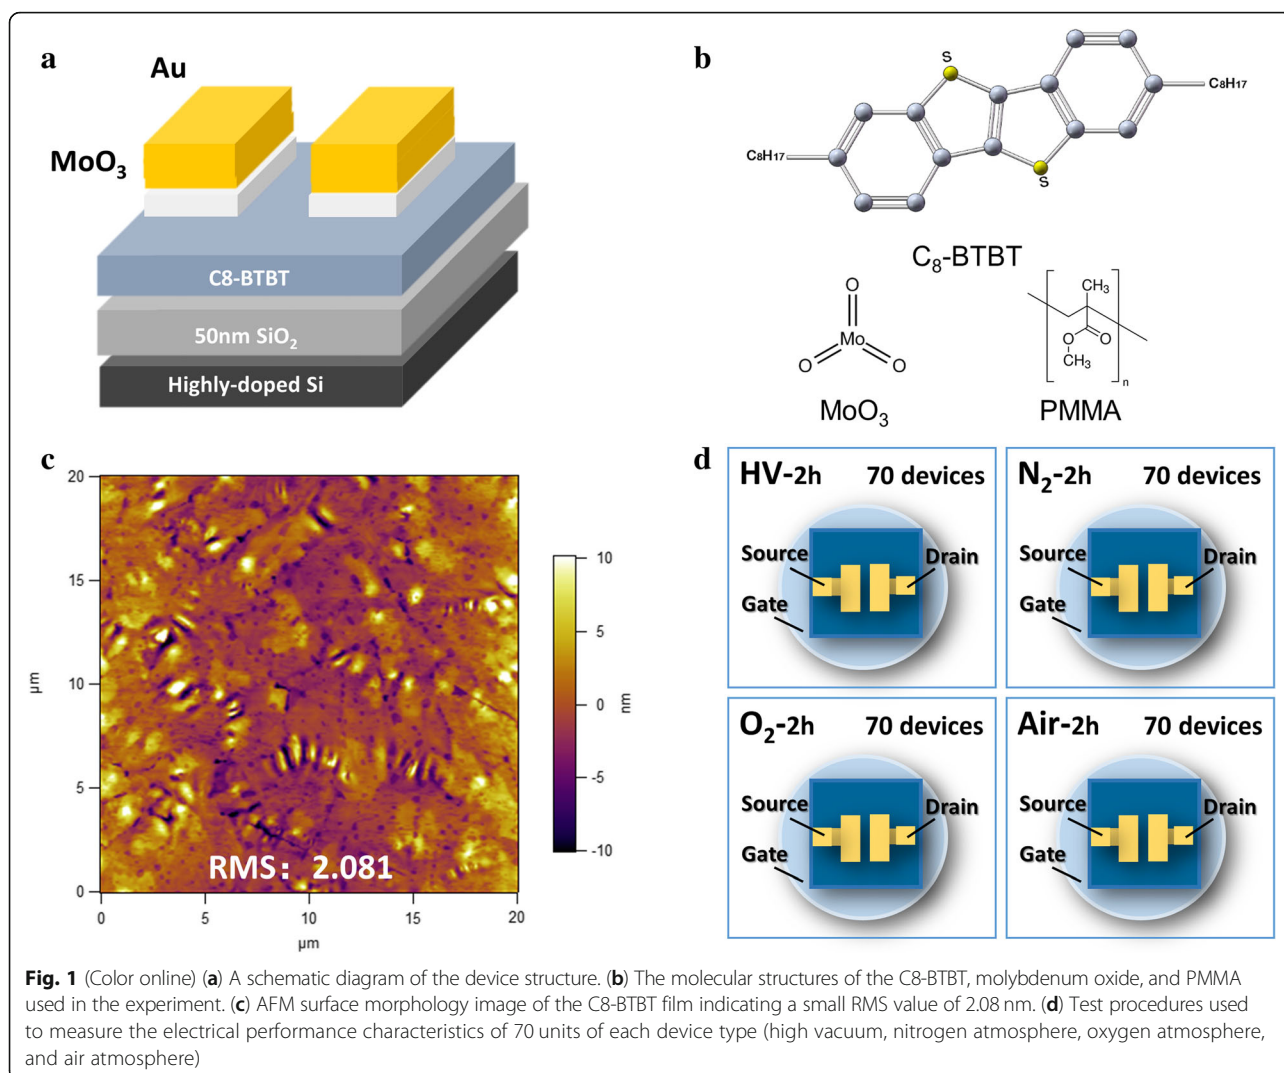 a
Au
MoO3
C8-BTBT
50nm SiO2
Highly-doped Si
b
S
C8H17
C8H17
S
C8-BTBT
O
Mo
O
O
MoO3
CH3
O
O
CH3
n
PMMA
c
20
15
10
5
0
µm
0
5
10
15
20
µm
RMS: 2.081
10
5
0
-5
-10
nm
d
HV-2h 70 devices
Source
Drain
Gate
N2-2h 70 devices
Source
Drain
Gate
O2-2h 70 devices
Source
Drain
Gate
Air-2h 70 devices
Source
Drain
Gate
Fig. 1 (Color online) (a) A schematic diagram of the device structure. (b) The molecular structures of the C8-BTBT, molybdenum oxide, and PMMA
used in the experiment. (c) AFM surface morphology image of the C8-BTBT film indicating a small RMS value of 2.08 nm. (d) Test procedures used
to measure the electrical performance characteristics of 70 units of each device type (high vacuum, nitrogen atmosphere, oxygen atmosphere,
and air atmosphere)